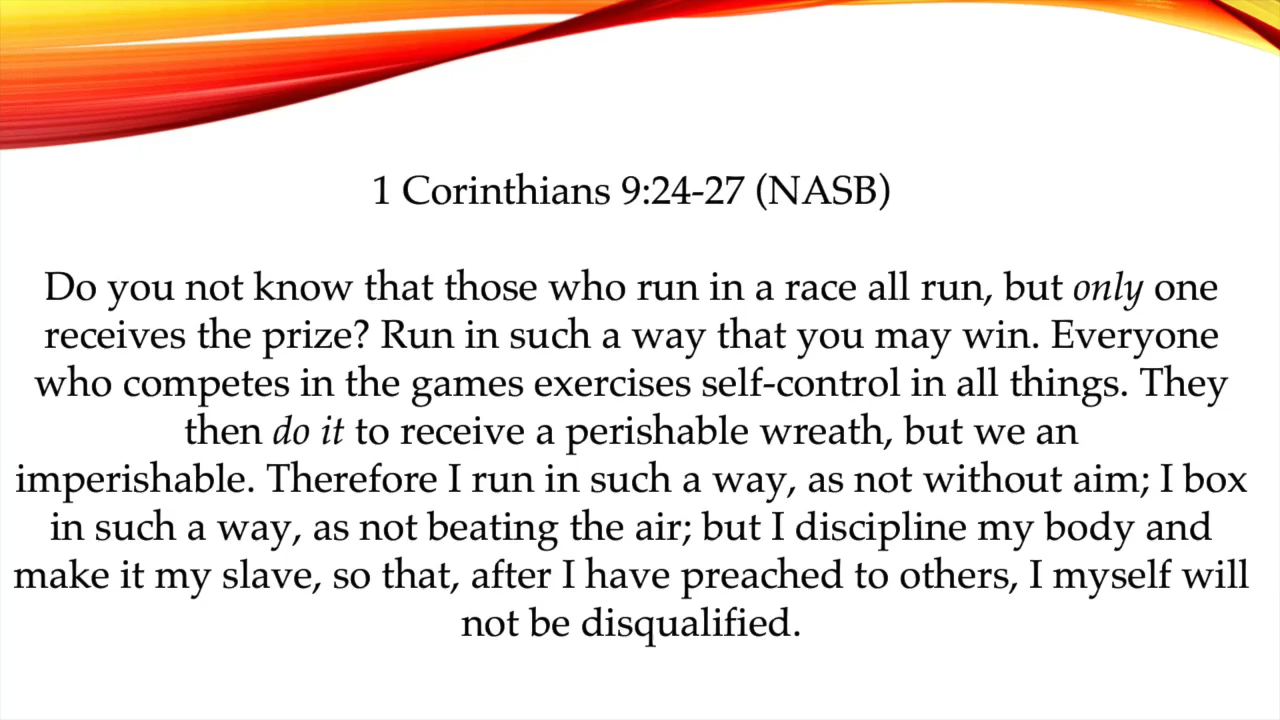 1 Corinthians 9:24-27 (NASB)
Do you not know that those who run in a race all run, but only one
receives the prize? Run in such a way that you may win. Everyone
who competes in the games exercises self-control in all things. They
then do it to receive a perishable wreath, but we an
imperishable. Therefore I run in such a way, as not without aim; I box
in such a way, as not beating the air; but I discipline my body and
make it my slave, so that, after I have preached to others, I myself will
not be disqualified.